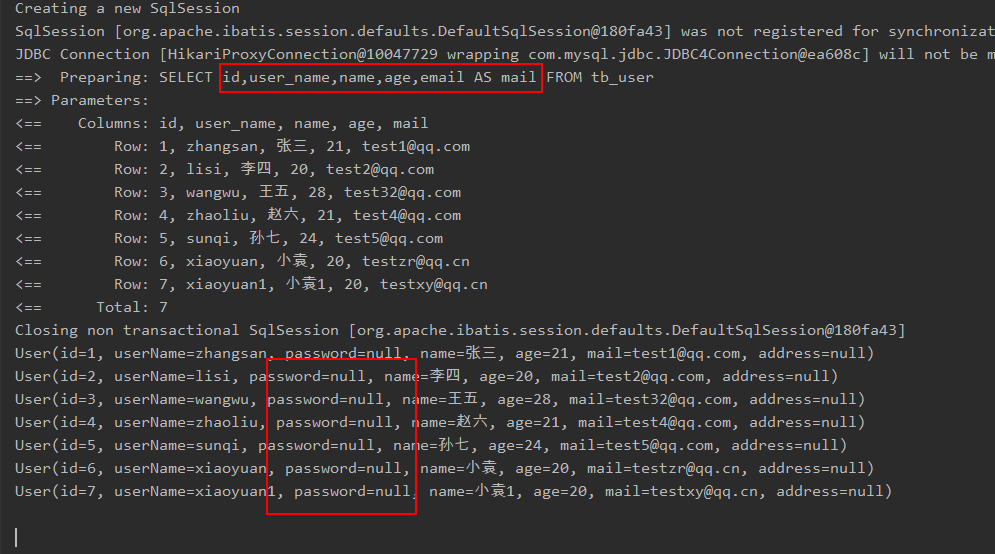 Creating a new SqlSession
SqlSession [org.apache.ibatis.session.defaults.DefaultSqlSession@180fa43] was not registered for synchronizat
JDBC Connection [HikariProxyConnection@10047729 wrapping com.mysql.jdbc.JDBC4Connection@ea608c] will not be m
==>  Preparing: SELECT id,user_name,name,age,email AS mail FROM tb_user
==> Parameters:
<==    Columns: id, user_name, name, age, mail
<==        Row: 1, zhangsan, 张三, 21, test1@qq.com
<==        Row: 2, lisi, 李四, 20, test2@qq.com
<==        Row: 3, wangwu, 王五, 28, test32@qq.com
<==        Row: 4, zhaoliu, 赵六, 21, test4@qq.com
<==        Row: 5, sunqi, 孙七, 24, test5@qq.com
<==        Row: 6, xiaoyuan, 小袁, 20, testzr@qq.cn
<==        Row: 7, xiaoyuan1, 小袁1, 20, testxy@qq.cn
<==      Total: 7
Closing non transactional SqlSession [org.apache.ibatis.session.defaults.DefaultSqlSession@180fa43]
User(id=1, userName=zhangsan, password=null, name=张三, age=21, mail=test1@qq.com, address=null)
User(id=2, userName=lisi, password=null, name=李四, age=20, mail=test2@qq.com, address=null)
User(id=3, userName=wangwu, password=null, name=王五, age=28, mail=test32@qq.com, address=null)
User(id=4, userName=zhaoliu, password=null, name=赵六, age=21, mail=test4@qq.com, address=null)
User(id=5, userName=sunqi, password=null, name=孙七, age=24, mail=test5@qq.com, address=null)
User(id=6, userName=xiaoyuan, password=null, name=小袁, age=20, mail=testzr@qq.cn, address=null)
User(id=7, userName=xiaoyuan1, password=null, name=小袁1, age=20, mail=testxy@qq.cn, address=null)